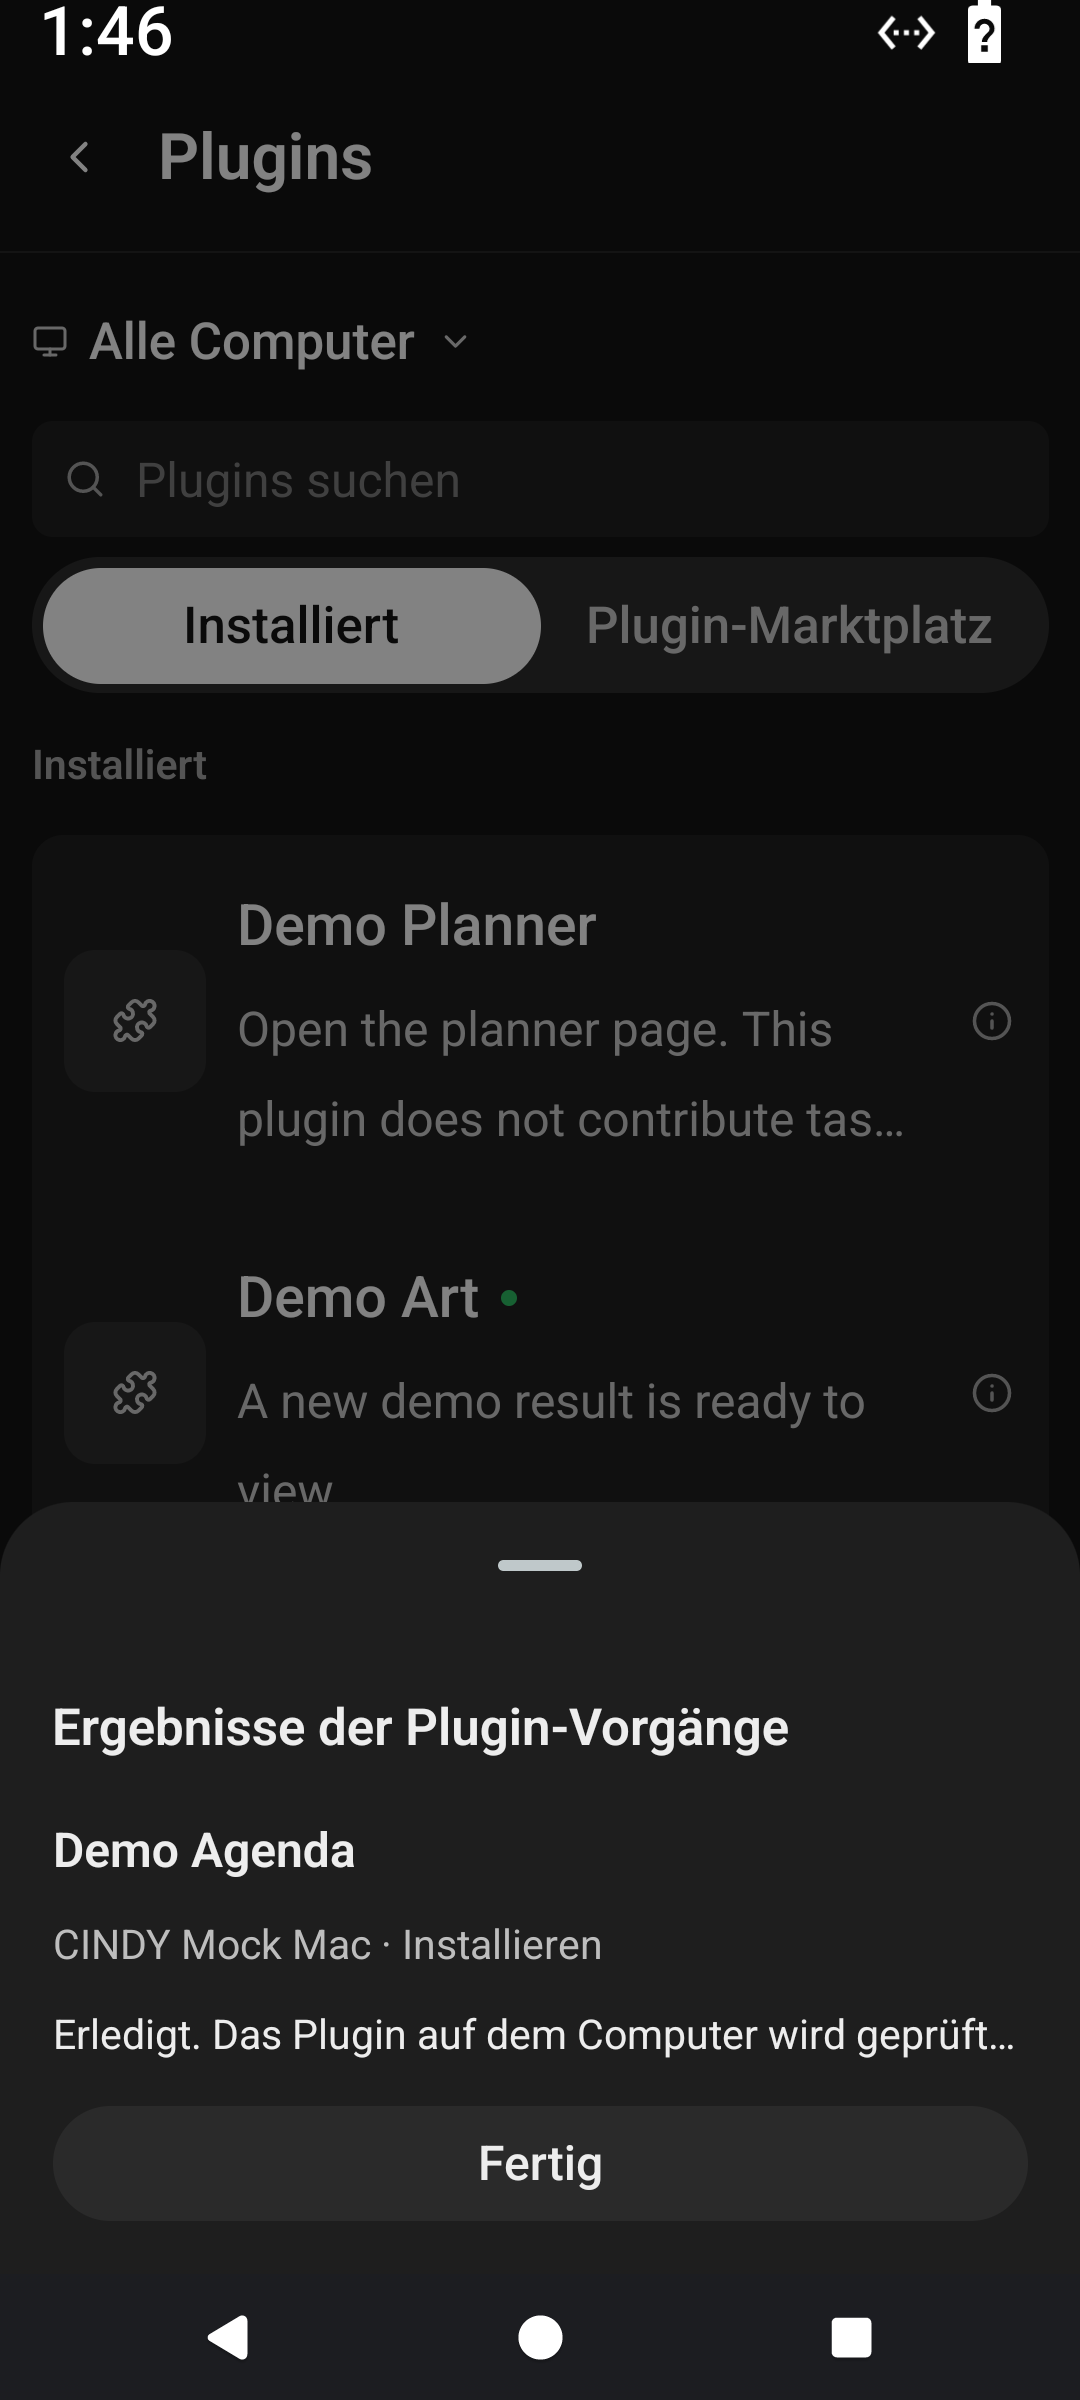 1:46
Plugins
Alle Computer
Plugins suchen
Installiert
Plugin-Marktplatz
Installiert
Demo Planner
Open the planner page. This
plugin does not contribute tas…
Demo Art
A new demo result is ready to
view
Ergebnisse der Plugin-Vorgänge
Demo Agenda
CINDY Mock Mac · Installieren
Erledigt. Das Plugin auf dem Computer wird geprüft…
Fertig